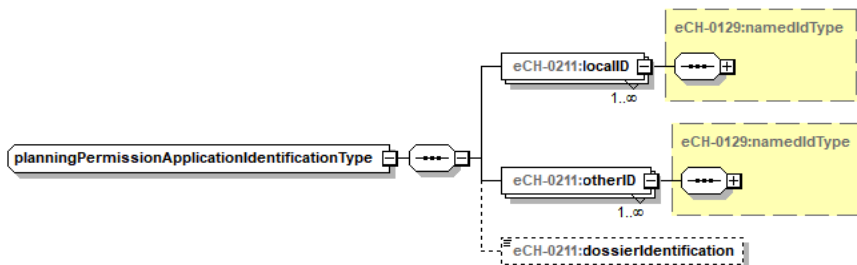 eCH-0129:namedIdType
eCH-0211:localID
1..∞
eCH-0129:namedIdType
planningPermissionApplicationIdentificationType
eCH-0211:otherID
1..∞
eCH-0211:dossierIdentification